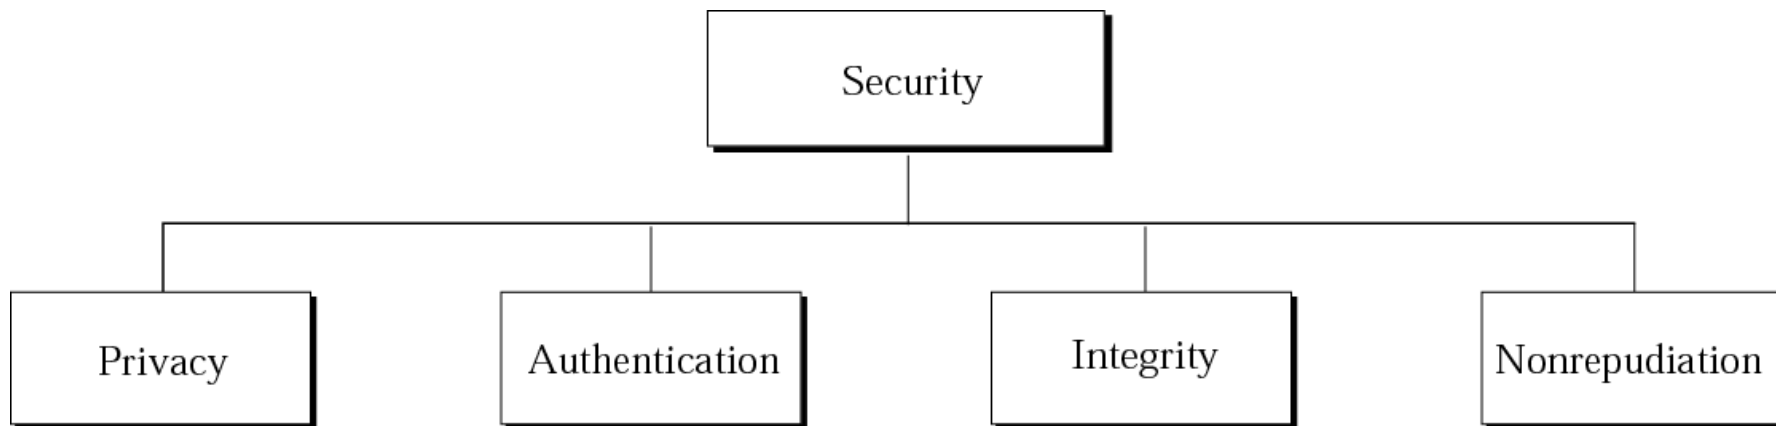 Security
Privacy
Authentication
Integrity
Nonrepudiation